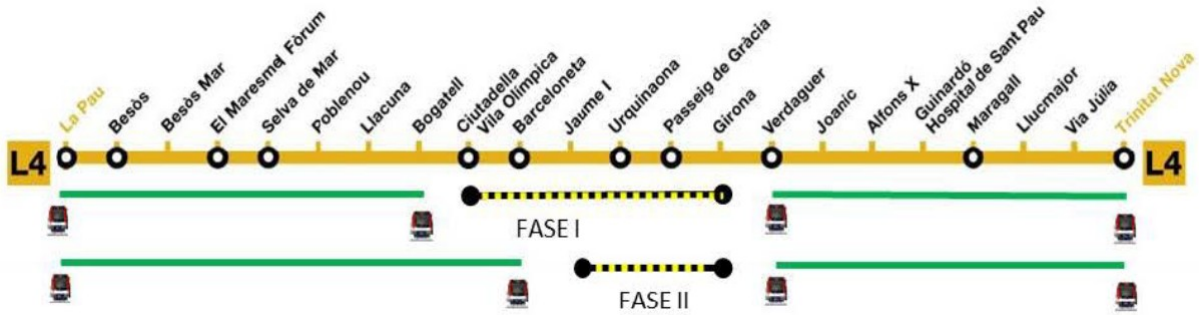 La Pau
Besòs
Besòs Mar
El Maresmel Fòrum
Selva de Mar
Poblenou
Llacuna
Bogatell
Ciutadella
Vila Olímpica
Barceloneta
Jaume I
Urquinaona
Passeig de Gràcia
Girona
Verdaguer
Joanic
Alfons X
Guinardó
Hospital de Sant Pau
Maragall
Llucmajor
Via Júlia
Trinitat Nova
L4
L4
FASE I
FASE II